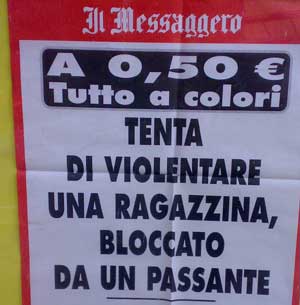 Il Messaggero
A 0,50 €
Tutto a colori
TENTA
DI VIOLENTARE
UNA RAGAZZINA,
BLOCCATO
DA UN PASSANTE